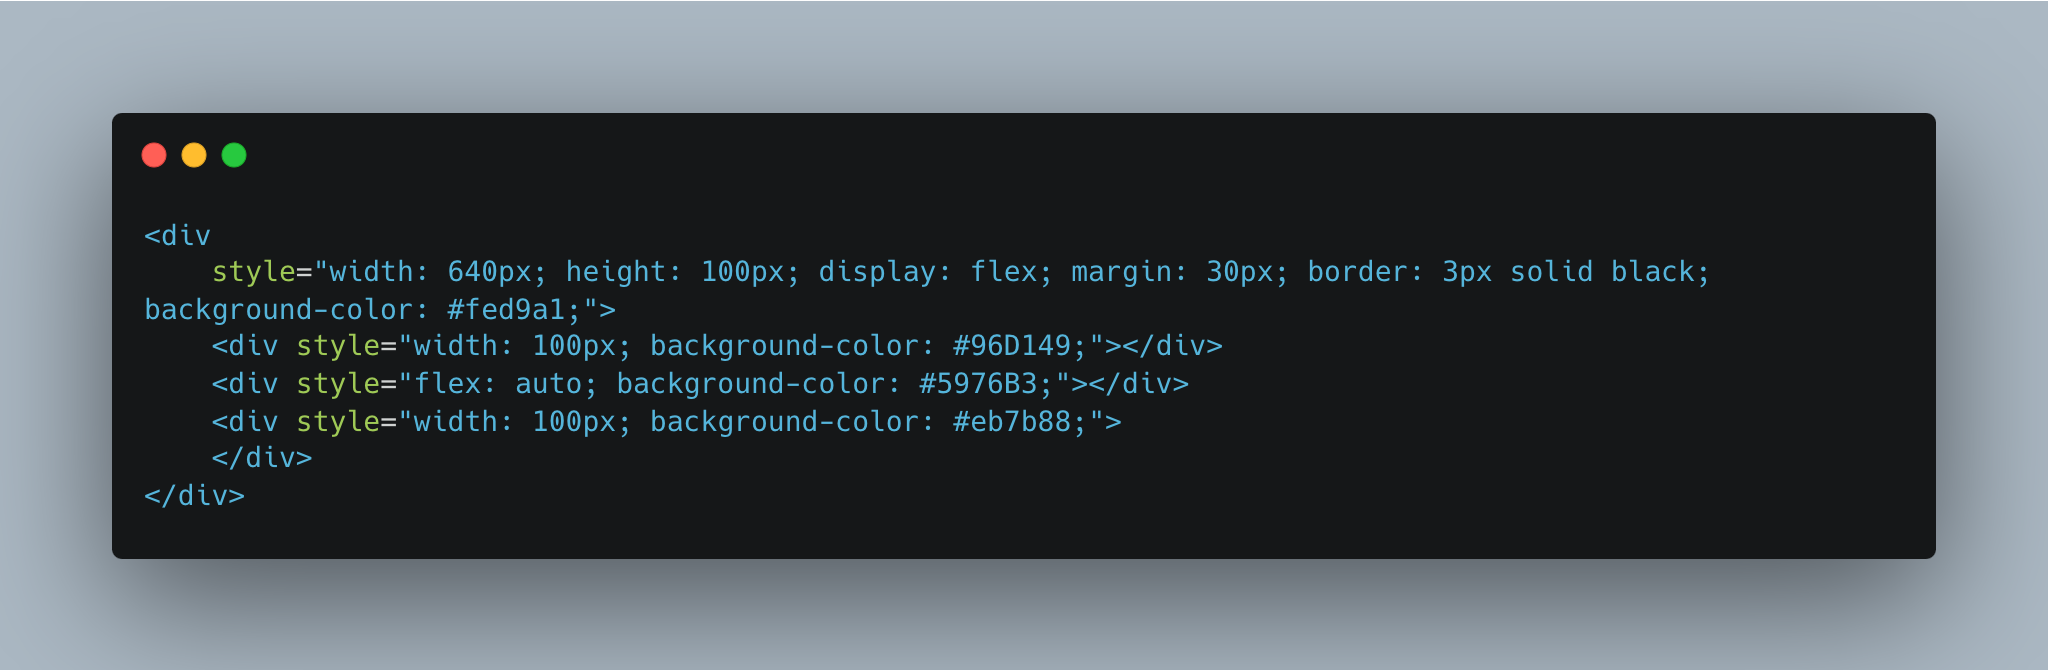 <div
    style="width: 640px; height: 100px; display: flex; margin: 30px; border: 3px solid black;
background-color: #fed9a1;">
    <div style="width: 100px; background-color: #96D149;"></div>
    <div style="flex: auto; background-color: #5976B3;"></div>
    <div style="width: 100px; background-color: #eb7b88;">
    </div>
</div>